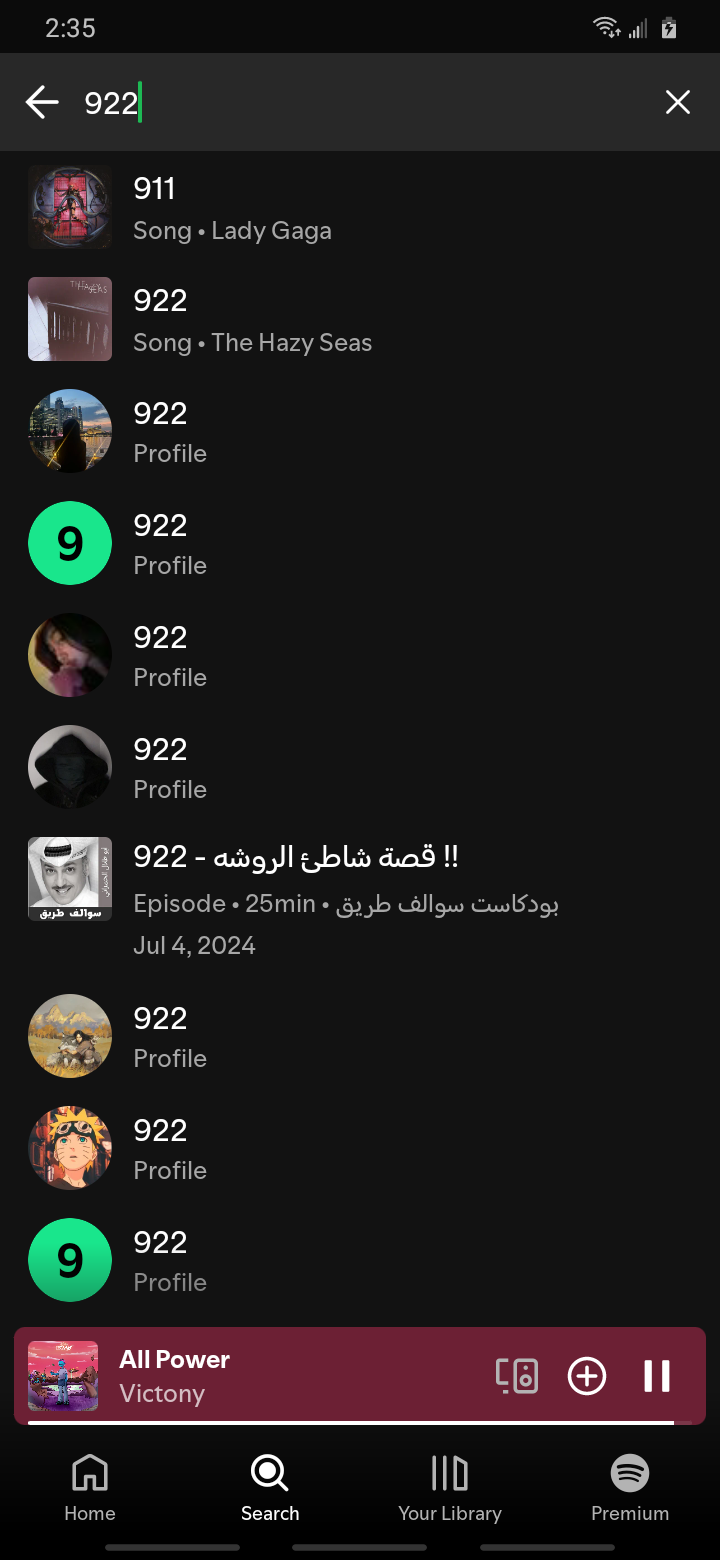 2:35
922
911
Song • Lady Gaga
922
Song • The Hazy Seas
922
Profile
9
922
Profile
922
Profile
922
Profile
922 - قصة شاطئ الروشه !!
Episode • 25min • بودكاست سوالف طريق
Jul 4, 2024
سوالف طريق
922
Profile
922
Profile
9
922
Profile
All Power
Victony
Home
Search
Your Library
Premium